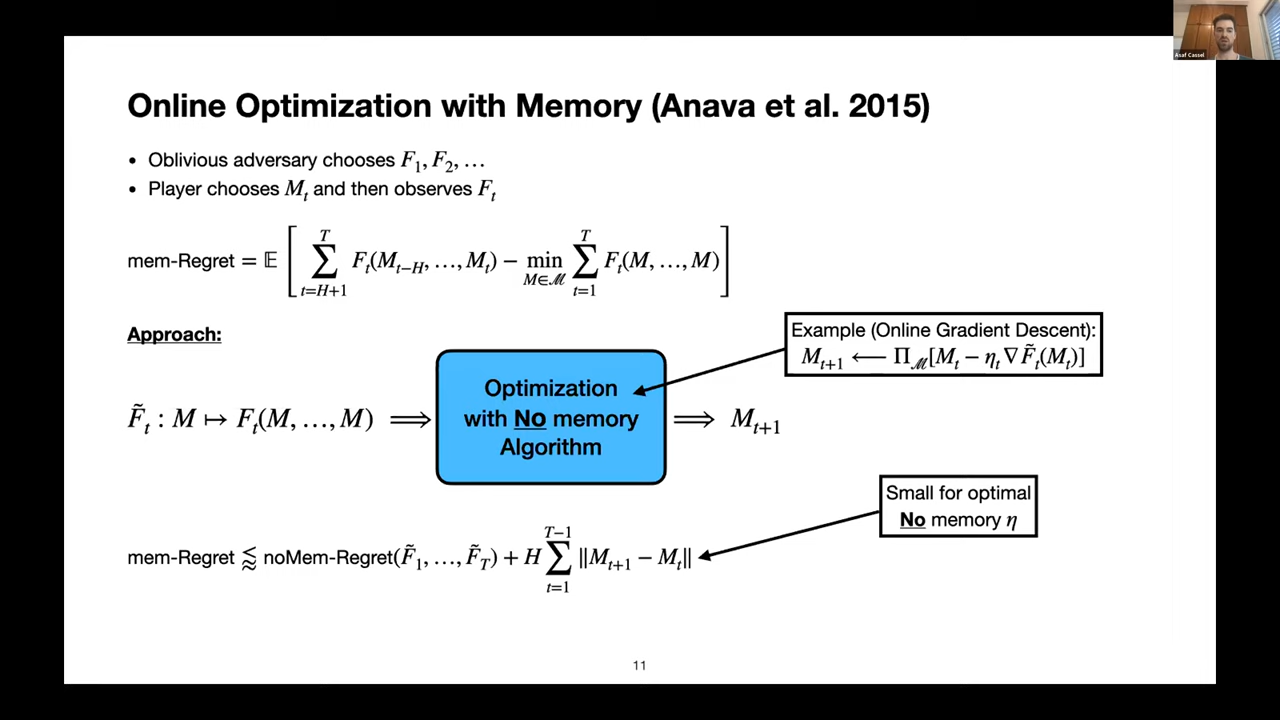 Asaf Cassel
Online Optimization with Memory (Anava et al. 2015)
• Oblivious adversary chooses F₁, F₂, …
• Player chooses Mₜ and then observes Fₜ
mem-Regret = 𝔼 [ ∑_{t=H+1}^{T} Fₜ(M_{t−H}, …, Mₜ) − min_{M∈ℳ} ∑_{t=1}^{T} Fₜ(M, …, M) ]
Approach:
Example (Online Gradient Descent):
M_{t+1} ⟵ Π_ℳ[Mₜ − ηₜ∇F̃ₜ(Mₜ)]
F̃ₜ : M ↦ Fₜ(M, …, M) ⟹
Optimization
with No memory
Algorithm
⟹ M_{t+1}
Small for optimal
No memory η
mem-Regret ⪅ noMem-Regret(F̃₁, …, F̃_T) + H ∑_{t=1}^{T−1} ‖M_{t+1} − Mₜ‖
11